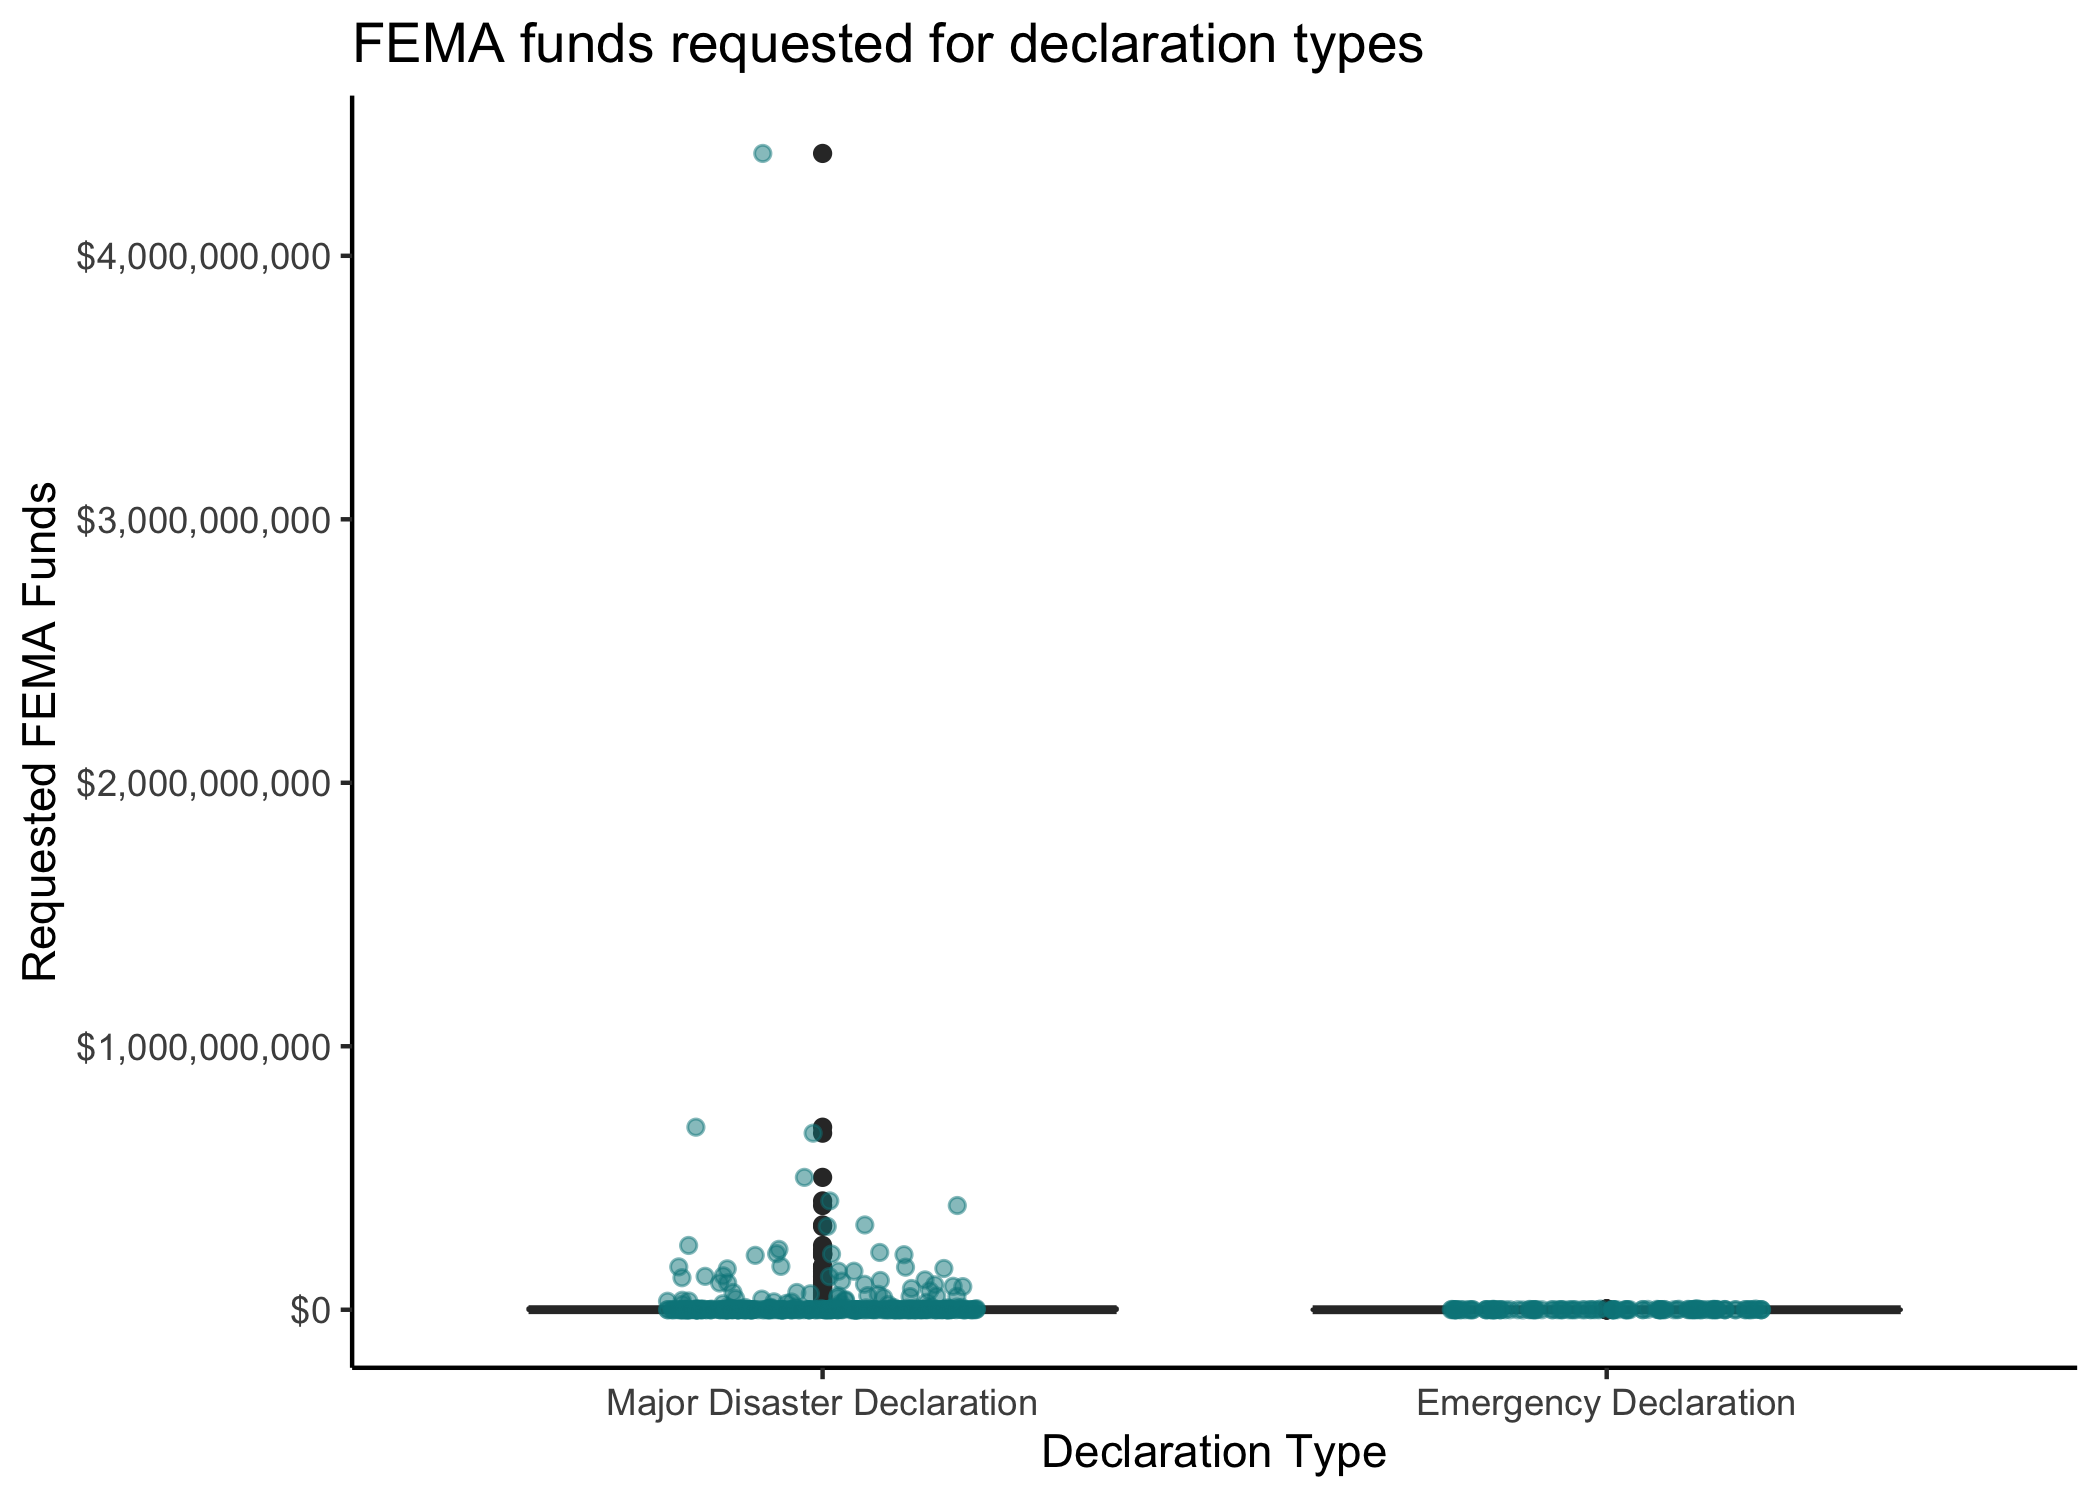 FEMA funds requested for declaration types
Requested FEMA Funds
$4,000,000,000
$3,000,000,000
$2,000,000,000
$1,000,000,000
$0
Major Disaster Declaration
Emergency Declaration
Declaration Type